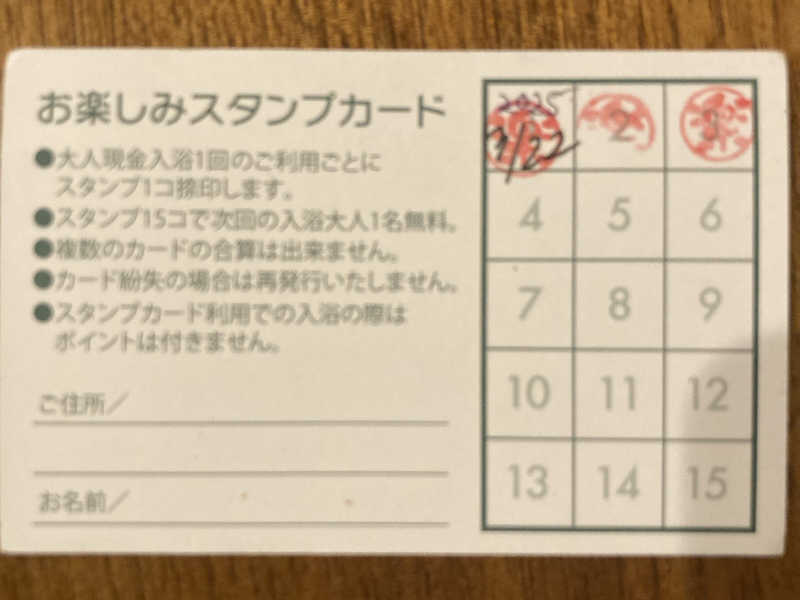 お楽しみスタンプカード
●大人現金入浴1回のご利用ごとに
スタンプ1コ捺印します。
●スタンプ15コで次回の入浴大人1名無料。
●複数のカードの合算は出来ません。
●カード紛失の場合は再発行いたしません。
●スタンプカード利用での入浴の際は
ポイントは付きません。
ご住所／
お名前／
2025
3/22
2 3
4 5 6
7 8 9
10 11 12
13 14 15